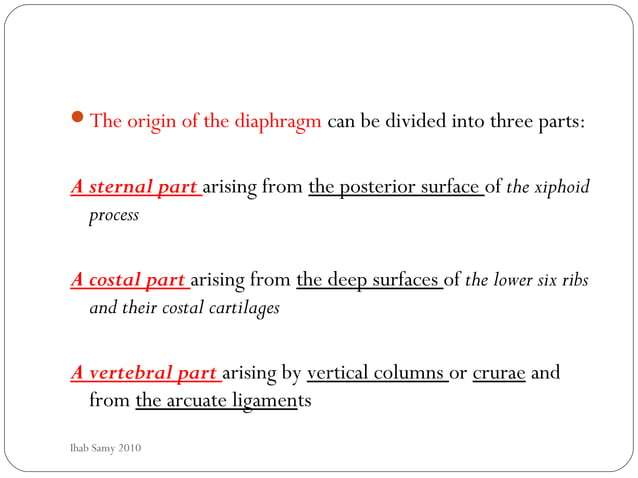 The origin of the diaphragm can be divided into three parts:
A sternal part arising from the posterior surface of the xiphoid
process
A costal part arising from the deep surfaces of the lower six ribs
and their costal cartilages
A vertebral part arising by vertical columns or crurae and
from the arcuate ligaments
Ihab Samy 2010